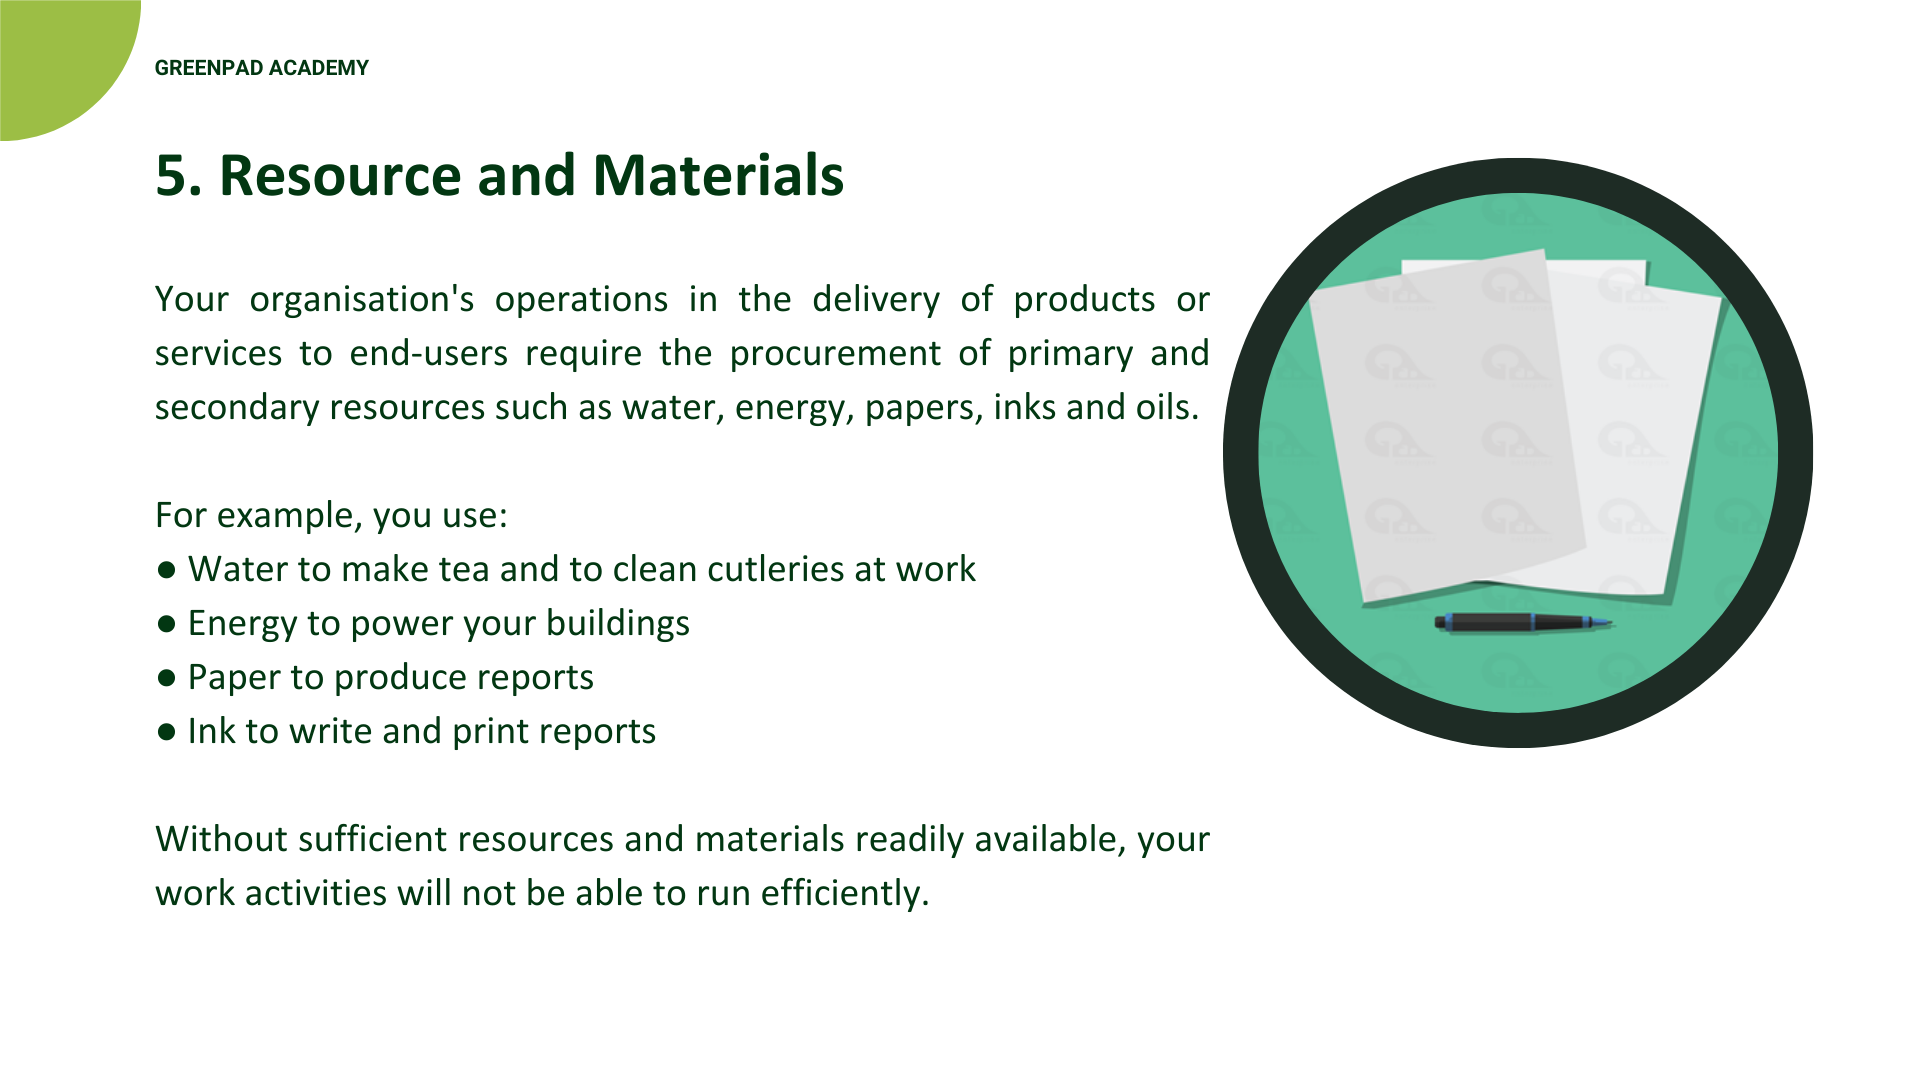 GREENPAD ACADEMY
5. Resource and Materials
Your organisation's operations in the delivery of products or
services to end-users require the procurement of primary and
secondary resources such as water, energy, papers, inks and oils.
For example, you use:
● Water to make tea and to clean cutleries at work
● Energy to power your buildings
● Paper to produce reports
● Ink to write and print reports
Without sufficient resources and materials readily available, your
work activities will not be able to run efficiently.